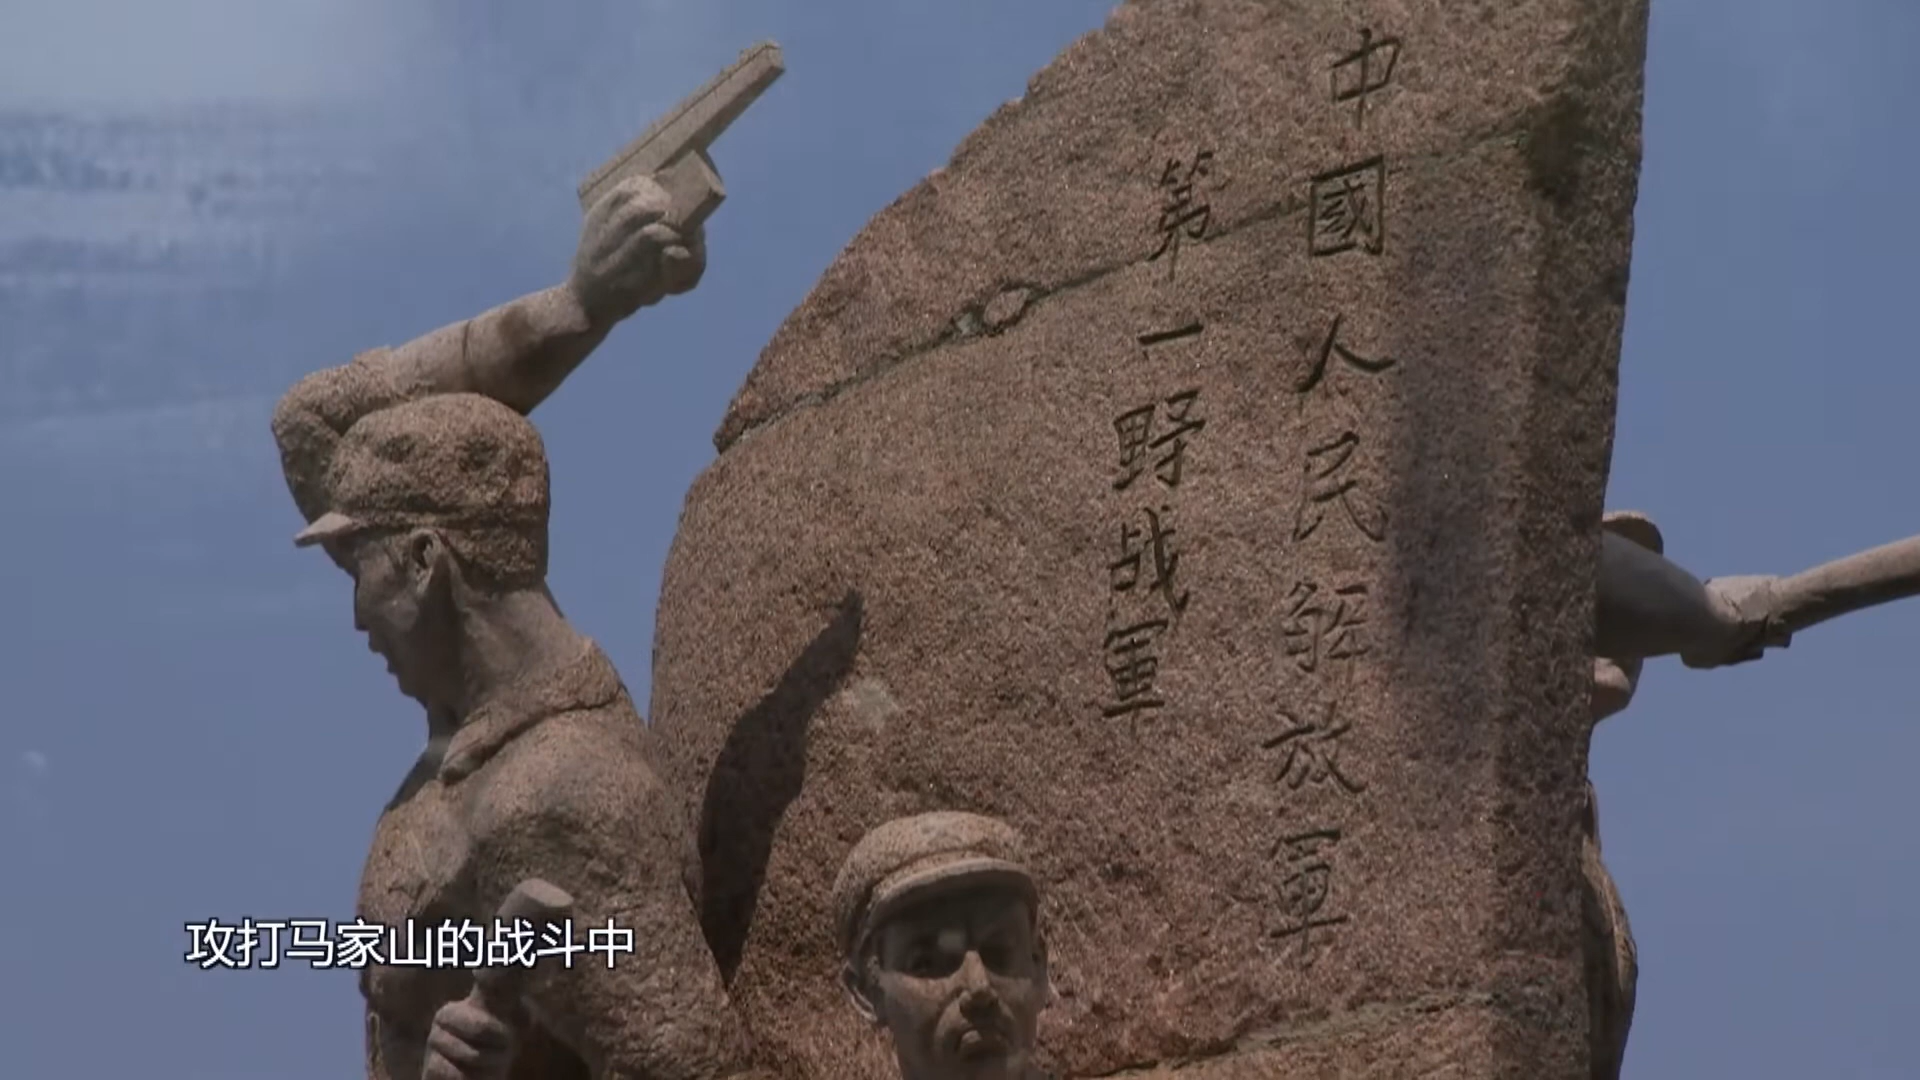 中國人民解放軍
第一野战軍
攻打马家山的战斗中